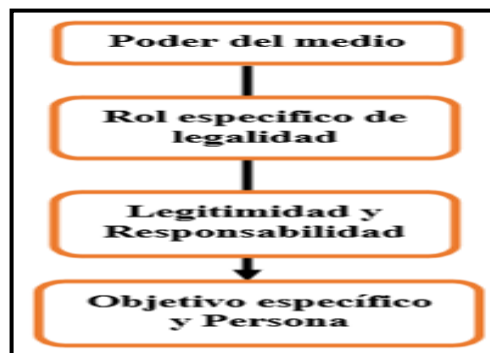 Poder del medio
Rol especifico de
legalidad
Legitimidad y
Responsabilidad
Objetivo específico
y Persona